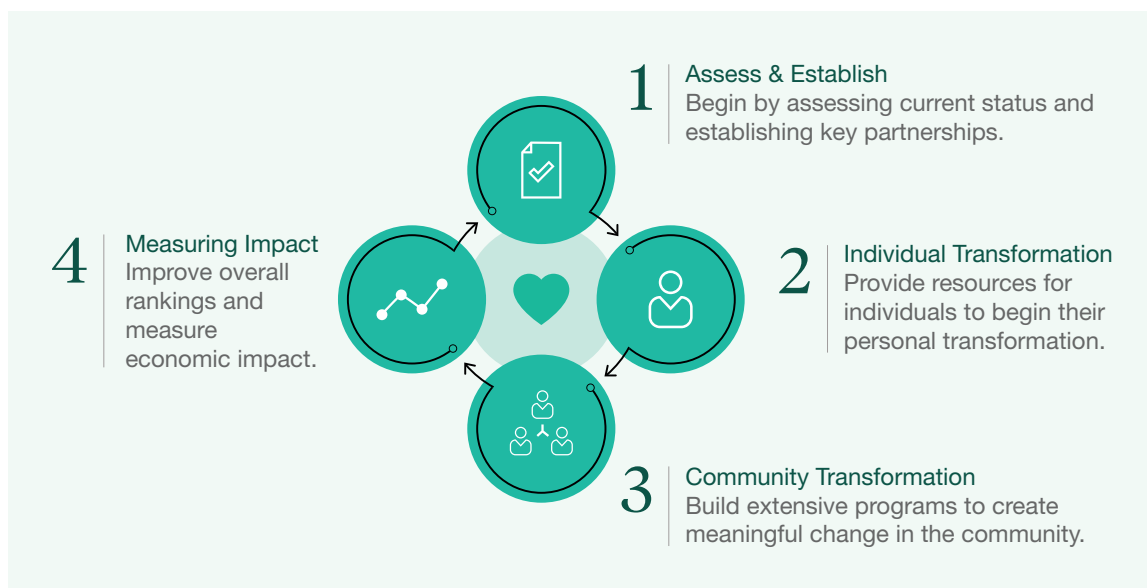 1
Assess & Establish
Begin by assessing current status and
establishing key partnerships.
2
Individual Transformation
Provide resources for
individuals to begin their
personal transformation.
3
Community Transformation
Build extensive programs to create
meaningful change in the community.
4
Measuring Impact
Improve overall
rankings and
measure
economic impact.